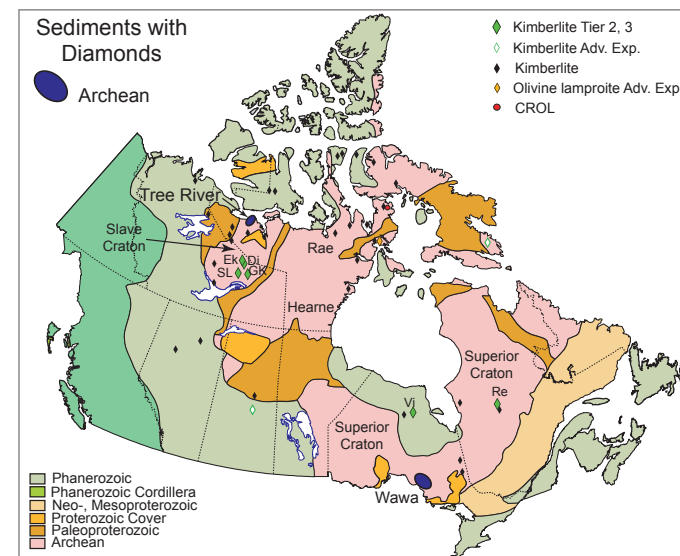 Sediments with
Diamonds
Archean
Kimberlite Tier 2, 3
Kimberlite Adv. Exp.
Kimberlite
Olivine lamproite Adv. Exp
CROL
Tree River
Slave
Craton
Rae
Ek
Di
SL
GK
Hearne
Superior
Craton
Re
Vi
Superior
Craton
Wawa
Phanerozoic
Phanerozoic Cordillera
Neo-, Mesoproterozoic
Proterozoic Cover
Paleoproterozoic
Archean